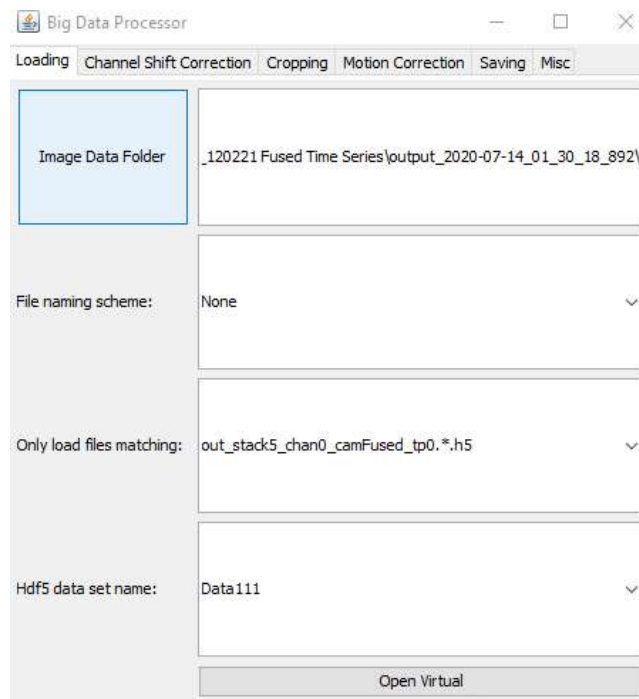 Big Data Processor
Loading Channel Shift Correction Cropping Motion Correction Saving Misc
Image Data Folder _120221 Fused Time Series\output_2020-07-14_01_30_18_892\
File naming scheme: None
Only load files matching: out_stack5_chan0_camFused_tp0.*.h5
Hdf5 data set name: Data111
Open Virtual